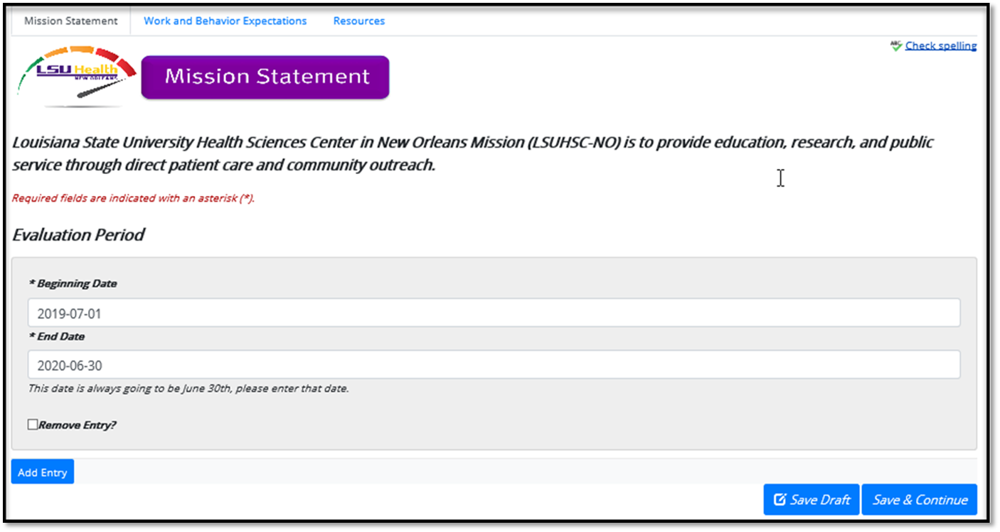 Mission Statement Work and Behavior Expectations Resources
ABC Check spelling
LSU Health
NEW ORLEANS
Mission Statement
Louisiana State University Health Sciences Center in New Orleans Mission (LSUHSC-NO) is to provide education, research, and public
service through direct patient care and community outreach.
Required fields are indicated with an asterisk (*).
Evaluation Period
* Beginning Date
2019-07-01
* End Date
2020-06-30
This date is always going to be June 30th, please enter that date.
Remove Entry?
Add Entry
Save Draft Save & Continue